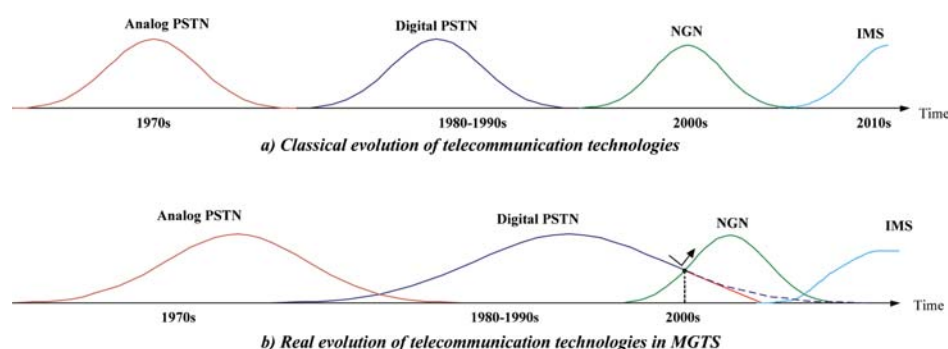 Analog PSTN
Digital PSTN
NGN
IMS
Time
1970s
1980-1990s
2000s
2010s
a) Classical evolution of telecommunication technologies
Analog PSTN
Digital PSTN
NGN
IMS
Time
1970s
1980-1990s
2000s
b) Real evolution of telecommunication technologies in MGTS